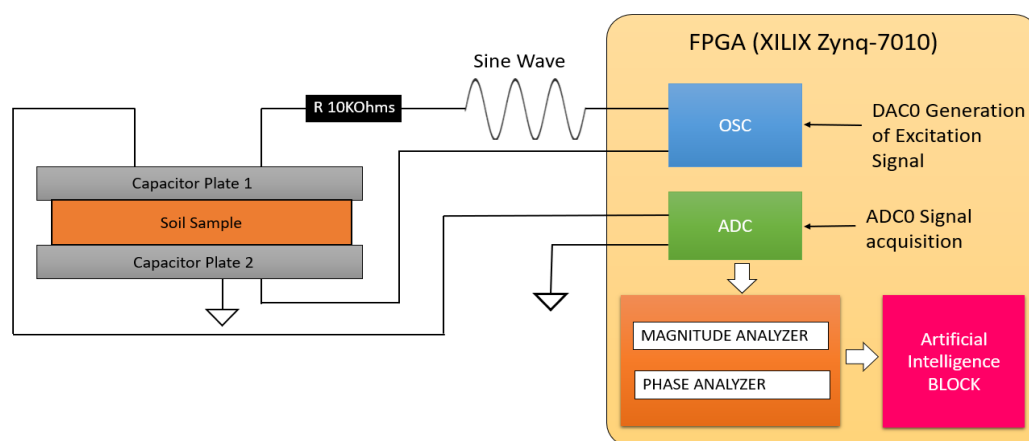 FPGA (XILIX Zynq-7010)
Sine Wave
R 10KOhms
OSC
DAC0 Generation
of Excitation
Signal
Capacitor Plate 1
Soil Sample
Capacitor Plate 2
ADC
ADC0 Signal
acquisition
MAGNITUDE ANALYZER
PHASE ANALYZER
Artificial
Intelligence
BLOCK